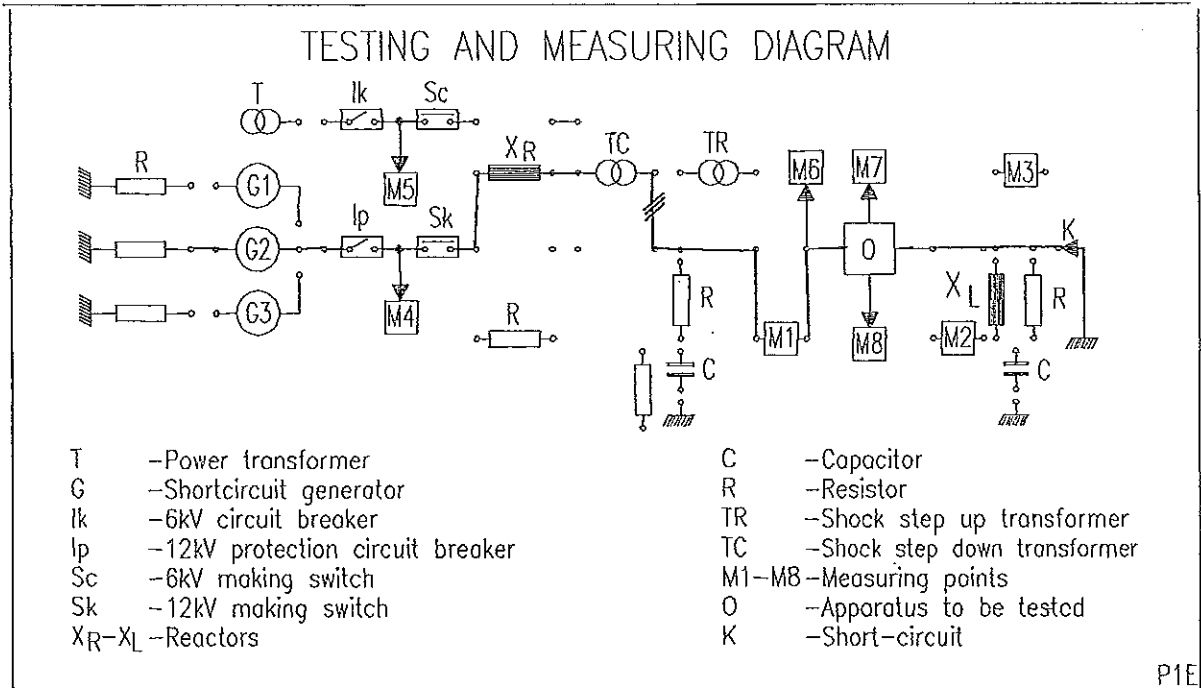 TESTING AND MEASURING DIAGRAM
T Ik Sc
XR TC TR
R G1 M5 M6 M7 M3
Ip Sk K
G2 O
G3 M4 R R M1 M8 M2 XL R
C C
T -Power transformer
G -Shortcircuit generator
Ik -6kV circuit breaker
Ip -12kV protection circuit breaker
Sc -6kV making switch
Sk -12kV making switch
XR-XL -Reactors
C -Capacitor
R -Resistor
TR -Shock step up transformer
TC -Shock step down transformer
M1-M8 -Measuring points
O -Apparatus to be tested
K -Short-circuit
P1E